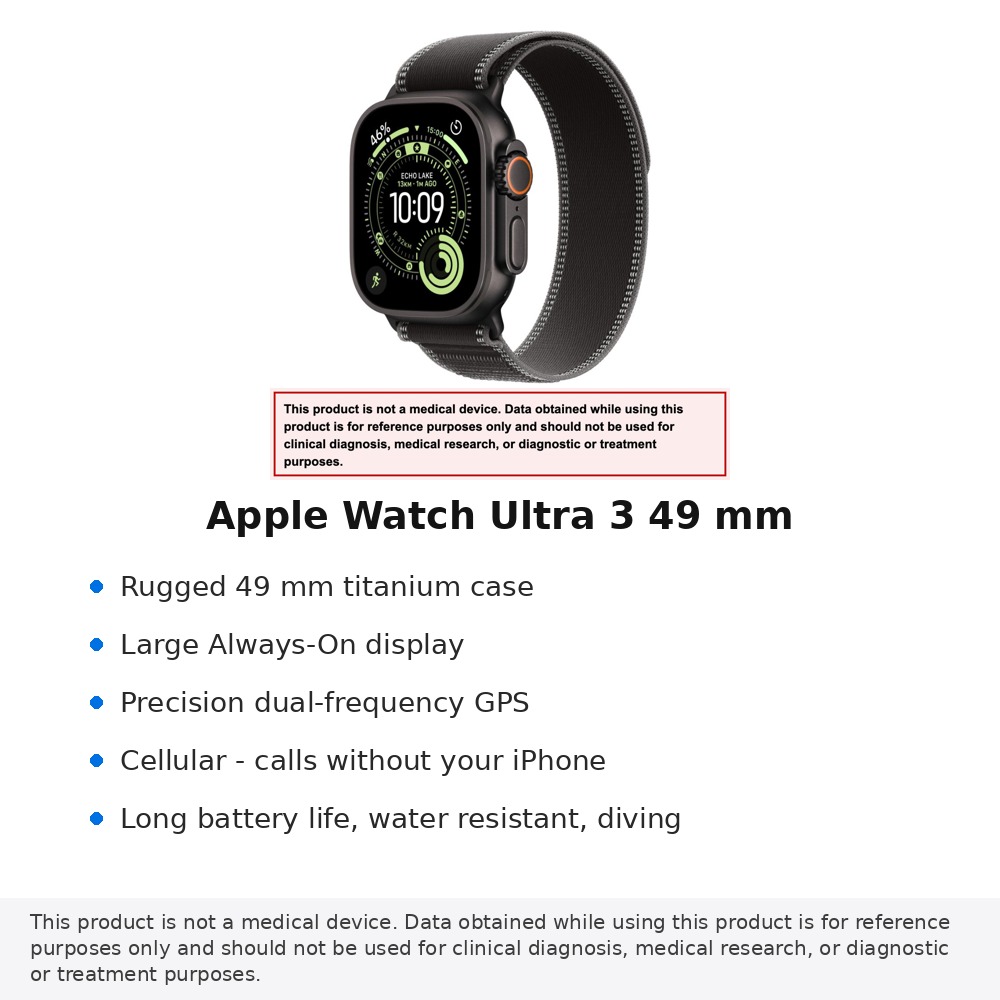 46%
15:00
ECHO LAKE
13KM · 1M AGO
10:09
R·32KM
This product is not a medical device. Data obtained while using this
product is for reference purposes only and should not be used for
clinical diagnosis, medical research, or diagnostic or treatment
purposes.
Apple Watch Ultra 3 49 mm
Rugged 49 mm titanium case
Large Always-On display
Precision dual-frequency GPS
Cellular - calls without your iPhone
Long battery life, water resistant, diving
This product is not a medical device. Data obtained while using this product is for reference
purposes only and should not be used for clinical diagnosis, medical research, or diagnostic
or treatment purposes.